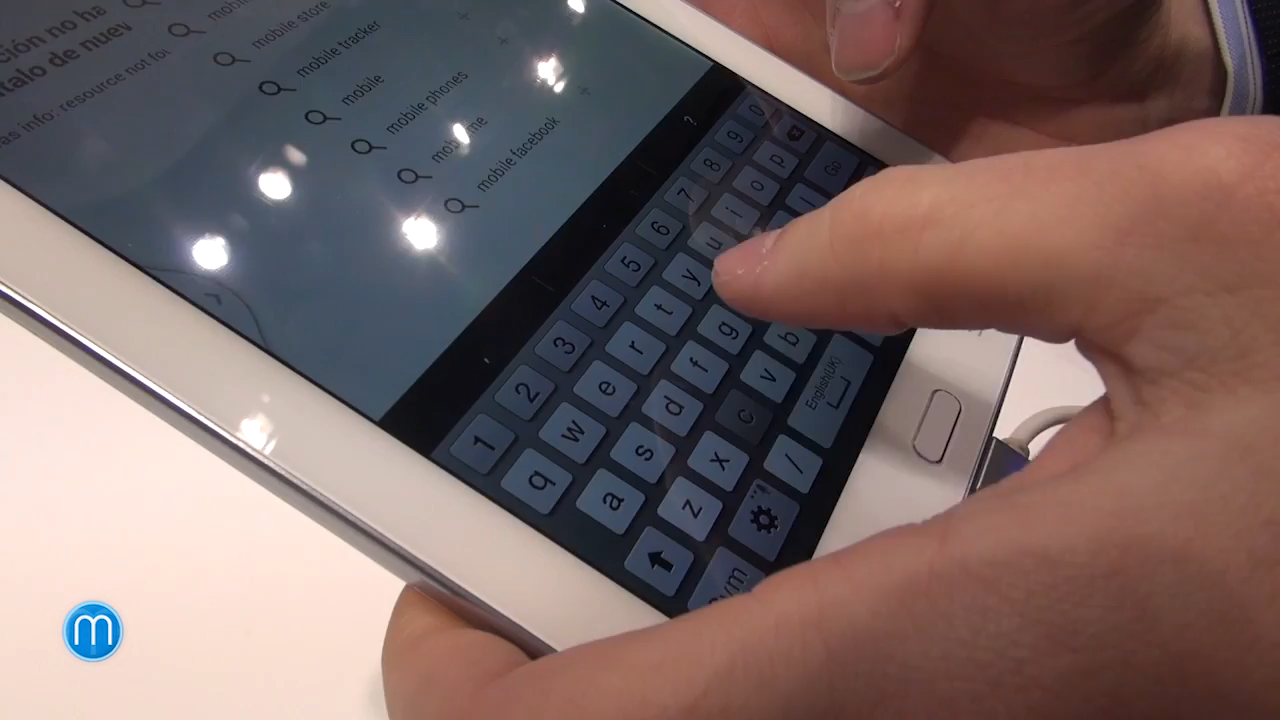 ción no ha
talo de nuev
as info: resource not fo
mobile store
mobile tracker
mobile
mobile phones
mobile facebook
?
1 2 3 4 5 6 7 8 9 0
q w e r t y u i o p
a s d f g Go
z x c v b
/ English(UK)
m